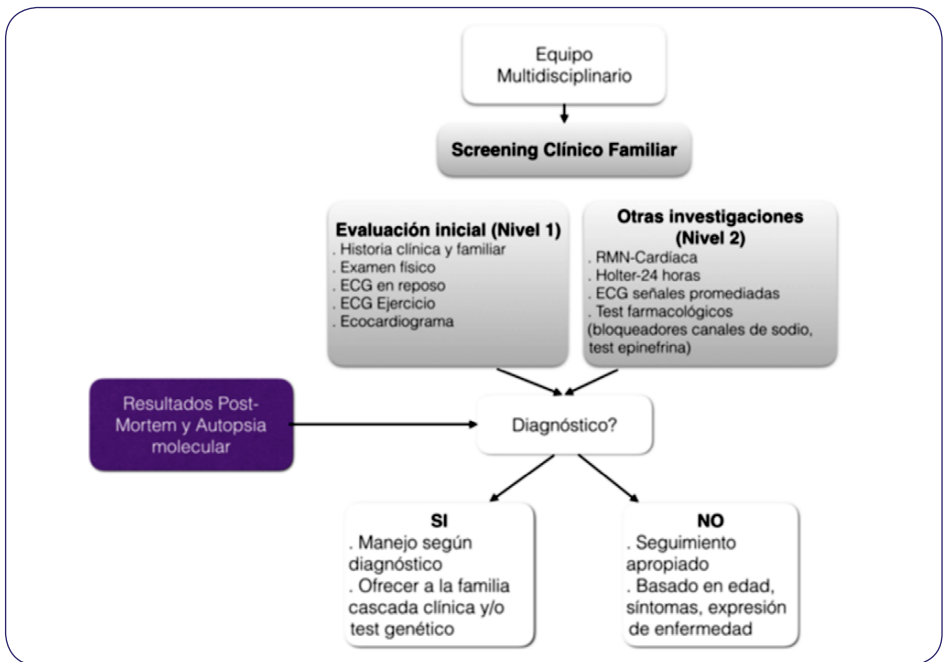 Equipo
Multidisciplinario
Screening Clínico Familiar
Evaluación inicial (Nivel 1)
. Historia clínica y familiar
. Examen físico
. ECG en reposo
. ECG Ejercicio
. Ecocardiograma
Otras investigaciones
(Nivel 2)
. RMN-Cardíaca
. Holter-24 horas
. ECG señales promediadas
. Test farmacológicos
(bloqueadores canales de sodio,
test epinefrina)
Resultados Post-
Mortem y Autopsia
molecular
Diagnóstico?
SI
. Manejo según
diagnóstico
. Ofrecer a la familia
cascada clínica y/o
test genético
NO
. Seguimiento
apropiado
. Basado en edad,
síntomas, expresión
de enfermedad